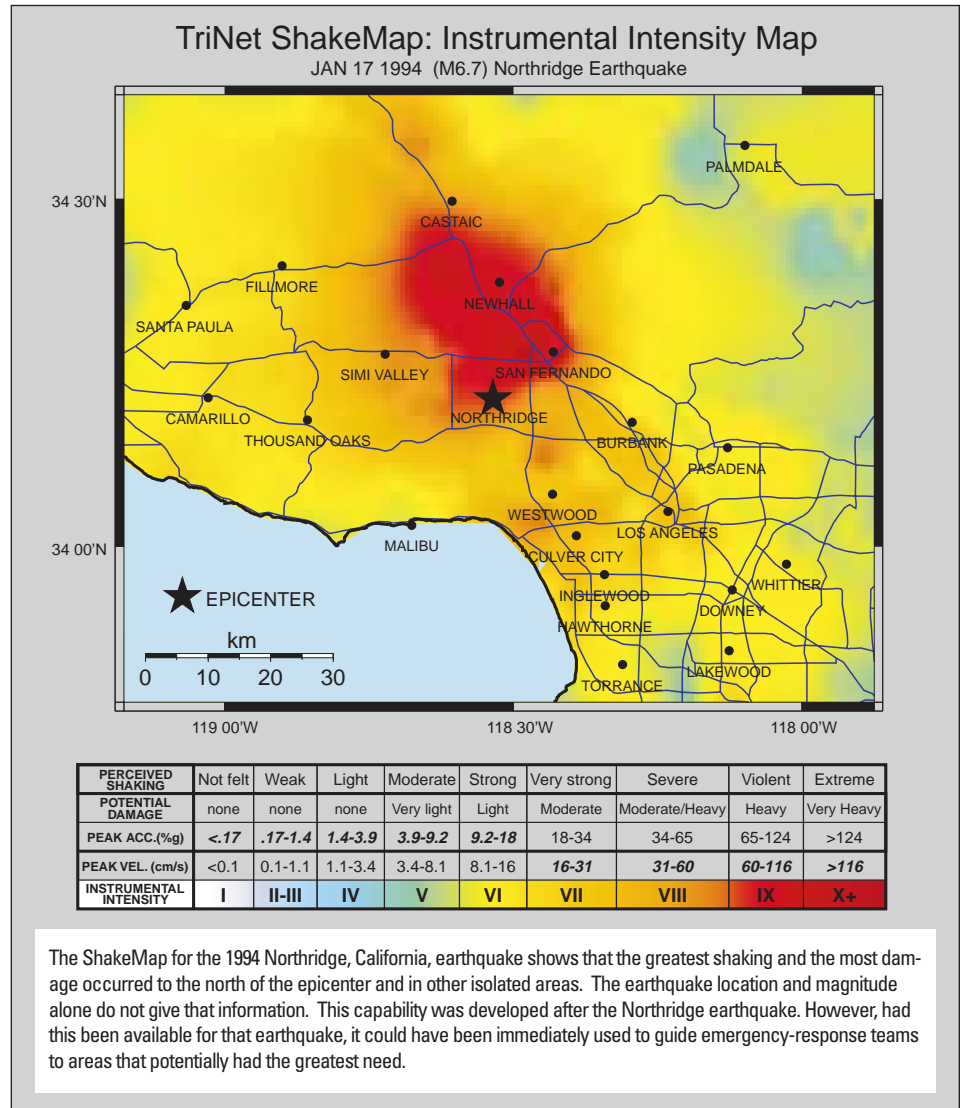 TriNet ShakeMap: Instrumental Intensity Map
JAN 17 1994 (M6.7) Northridge Earthquake
PALMDALE
34 30'N
CASTAIC
FILLMORE
NEWHALL
SANTA PAULA
SIMI VALLEY
SAN FERNANDO
CAMARILLO
NORTHRIDGE
THOUSAND OAKS
BURBANK
PASADENA
WESTWOOD
LOS ANGELES
34 00'N
MALIBU
CULVER CITY
WHITTIER
INGLEWOOD
EPICENTER
DOWNEY
HAWTHORNE
km
LAKEWOOD
0 10 20 30
TORRANCE
119 00'W 118 30'W 118 00'W
PERCEIVED SHAKING Not felt Weak Light Moderate Strong Very strong Severe Violent Extreme
POTENTIAL DAMAGE none none none Very light Light Moderate Moderate/Heavy Heavy Very Heavy
PEAK ACC.(%g) <.17 .17-1.4 1.4-3.9 3.9-9.2 9.2-18 18-34 34-65 65-124 >124
PEAK VEL. (cm/s) <0.1 0.1-1.1 1.1-3.4 3.4-8.1 8.1-16 16-31 31-60 60-116 >116
INSTRUMENTAL INTENSITY I II-III IV V VI VII VIII IX X+
The ShakeMap for the 1994 Northridge, California, earthquake shows that the greatest shaking and the most dam-
age occurred to the north of the epicenter and in other isolated areas. The earthquake location and magnitude
alone do not give that information. This capability was developed after the Northridge earthquake. However, had
this been available for that earthquake, it could have been immediately used to guide emergency-response teams
to areas that potentially had the greatest need.